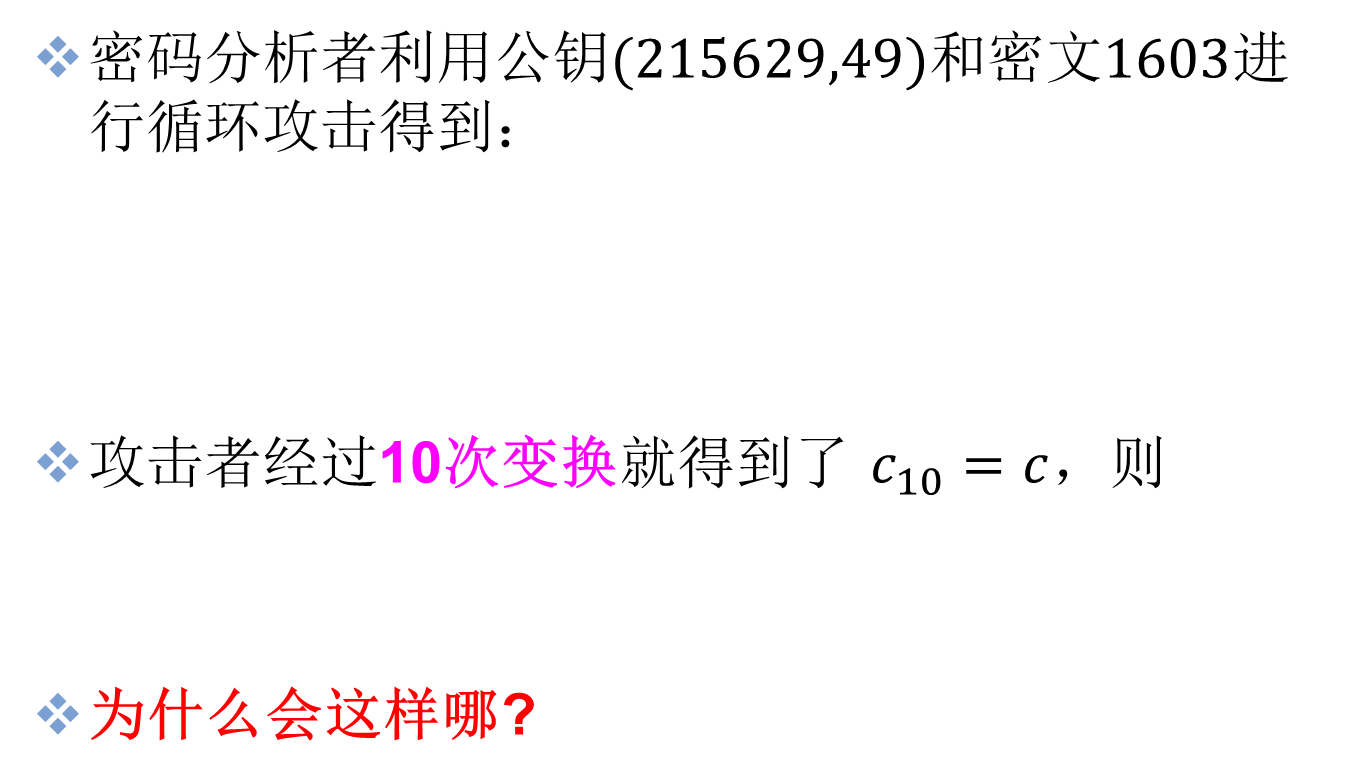 密码分析者利用公钥(215629,49)和密文1603进
行循环攻击得到：
攻击者经过10次变换就得到了 c₁₀ = c，则
为什么会这样哪?